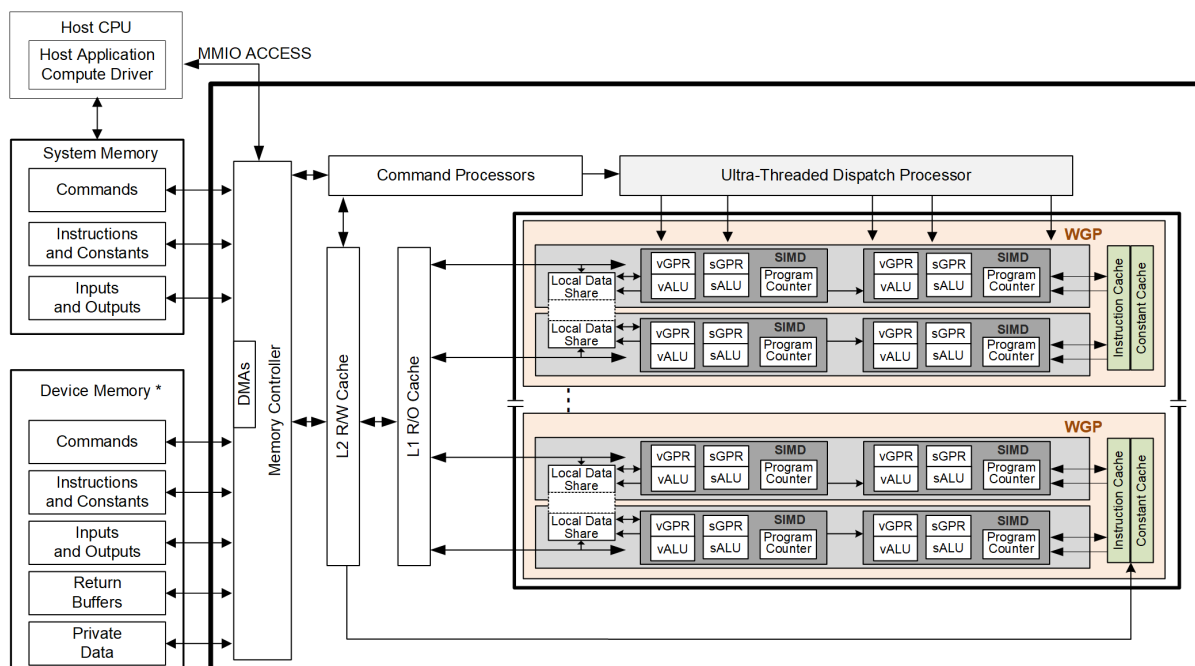 Host CPU
Host Application
Compute Driver
MMIO ACCESS
System Memory
Commands
Instructions
and Constants
Inputs
and Outputs
Device Memory *
Commands
Instructions
and Constants
Inputs
and Outputs
Return
Buffers
Private
Data
DMAs
Memory Controller
Command Processors
Ultra-Threaded Dispatch Processor
L2 R/W Cache
L1 R/O Cache
WGP
Local Data
Share
vGPR
vALU
sGPR
sALU
SIMD
Program
Counter
vGPR
vALU
sGPR
sALU
SIMD
Program
Counter
Local Data
Share
vGPR
vALU
sGPR
sALU
SIMD
Program
Counter
vGPR
vALU
sGPR
sALU
SIMD
Program
Counter
Instruction Cache
Constant Cache
WGP
Local Data
Share
vGPR
vALU
sGPR
sALU
SIMD
Program
Counter
vGPR
vALU
sGPR
sALU
SIMD
Program
Counter
Local Data
Share
vGPR
vALU
sGPR
sALU
SIMD
Program
Counter
vGPR
vALU
sGPR
sALU
SIMD
Program
Counter
Instruction Cache
Constant Cache